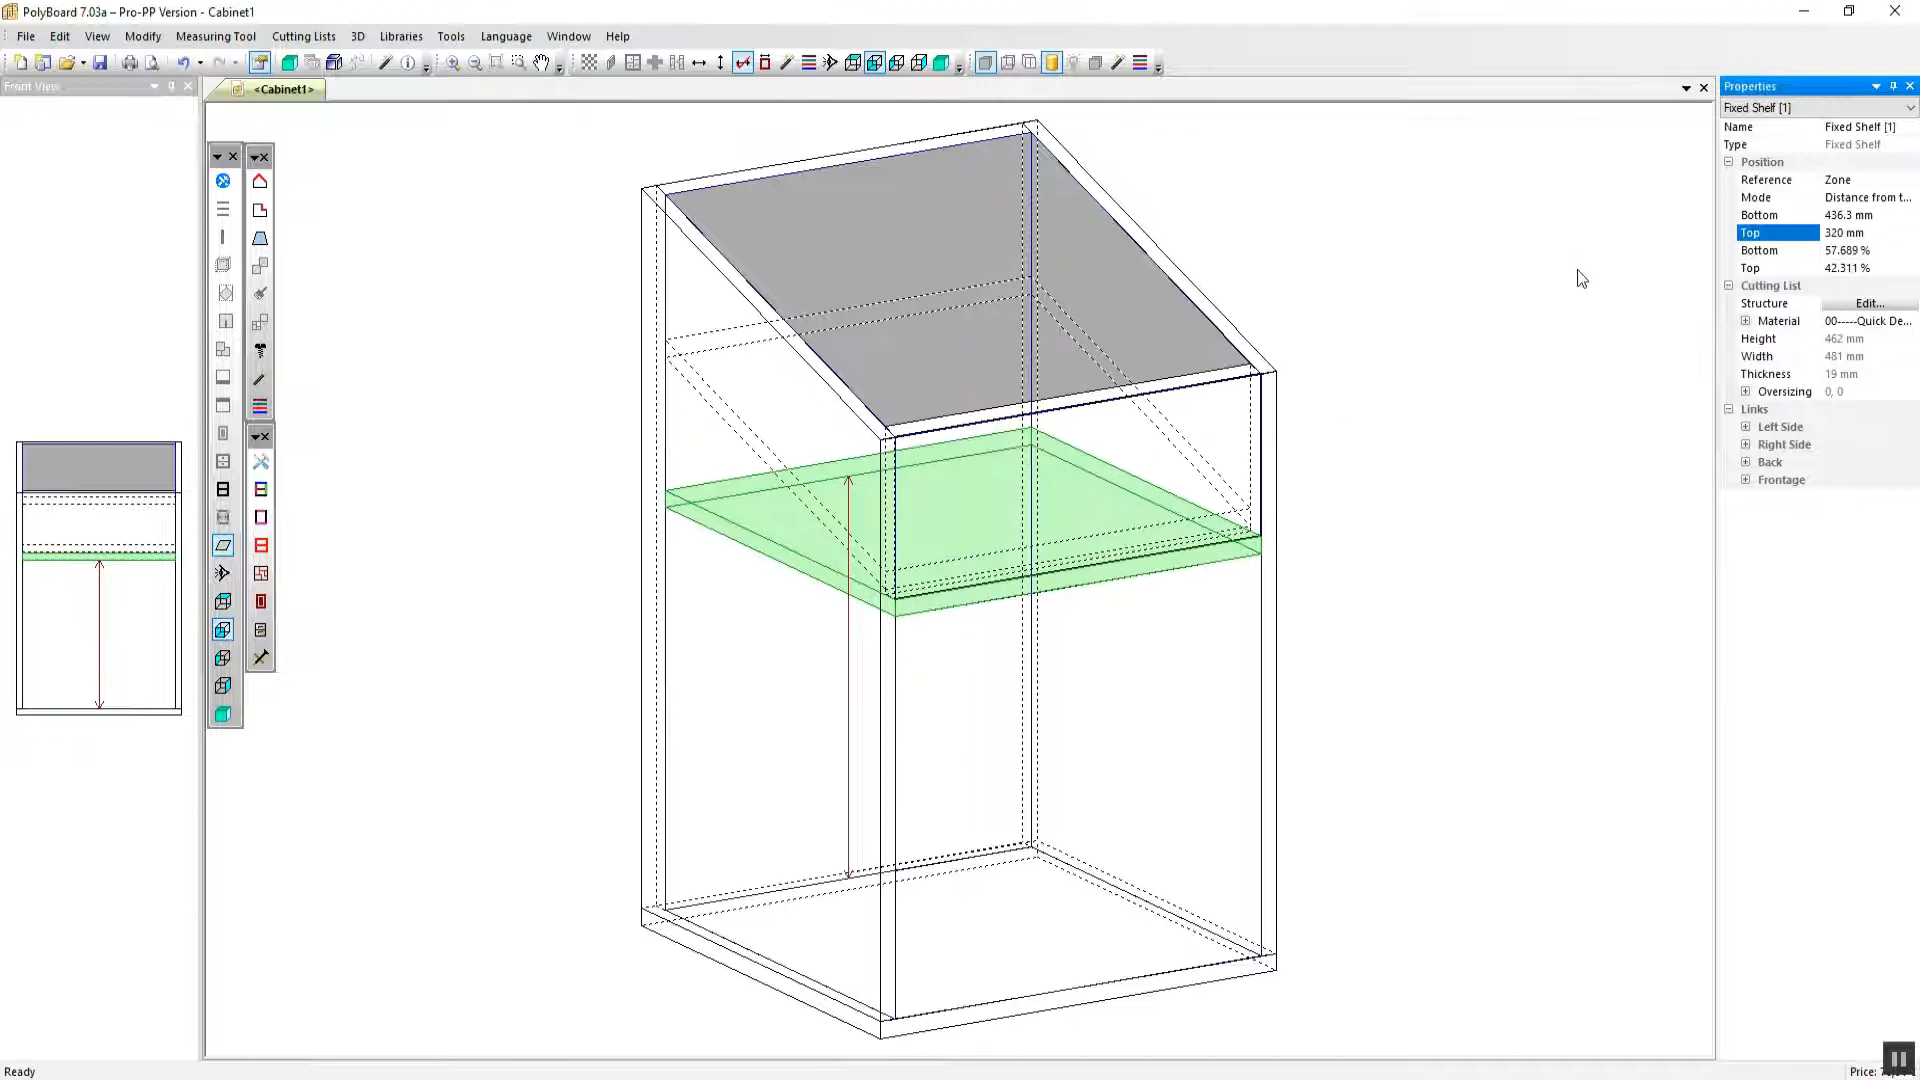 PolyBoard 7.03a – Pro-PP Version - Cabinet1
File Edit View Modify Measuring Tool Cutting Lists 3D Libraries Tools Language Window Help
Front View
<Cabinet1>
Properties
Fixed Shelf [1]
Name Fixed Shelf [1]
Type Fixed Shelf
Position
Reference Zone
Mode Distance from t...
Bottom 436.3 mm
Top 320 mm
Bottom 57.689 %
Top 42.311 %
Cutting List
Structure Edit...
Material 00-----Quick De...
Height 462 mm
Width 481 mm
Thickness 19 mm
Oversizing 0, 0
Links
Left Side
Right Side
Back
Frontage
Ready
Price: